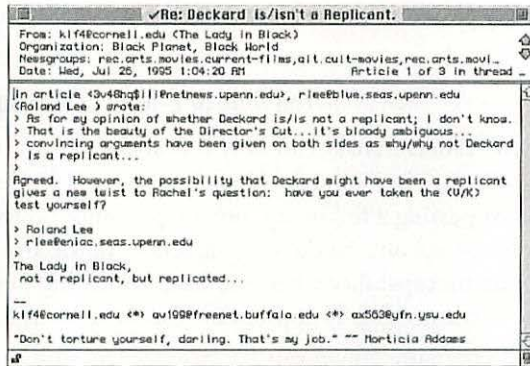 ✓Re: Deckard is/isn't a Replicant.
From: klf4@cornell.edu (The Lady in Black)
Organization: Black Planet, Black World
Newsgroups: rec.arts.movies.current-films,alt.cult-movies,rec.arts.movi…
Date: Wed, Jul 26, 1995 1:04:20 AM Article 1 of 3 in thread
In article <3v48hq$ili@netnews.upenn.edu>, rlee@blue.seas.upenn.edu
(Roland Lee ) wrote:
> As for my opinion of whether Deckard is/is not a replicant; I don't know.
> That is the beauty of the Director's Cut...it's bloody ambiguous...
> convincing arguments have been given on both sides as why/why not Deckard
> is a replicant...
>
Agreed. However, the possibility that Deckard might have been a replicant
gives a new twist to Rachel's question: have you ever taken the (V/K)
test yourself?
> Roland Lee
> rlee@eniac.seas.upenn.edu
>
The Lady in Black,
not a replicant, but replicated...
--
klf4@cornell.edu <*> av199@freenet.buffalo.edu <*> ax563@yfn.ysu.edu
"Don't torture yourself, darling. That's my job." ~~ Morticia Addams